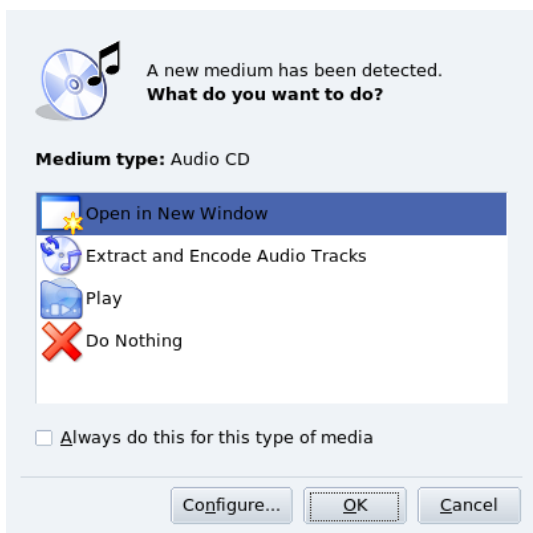 A new medium has been detected.
What do you want to do?
Medium type: Audio CD
Open in New Window
Extract and Encode Audio Tracks
Play
Do Nothing
Always do this for this type of media
Configure... OK Cancel